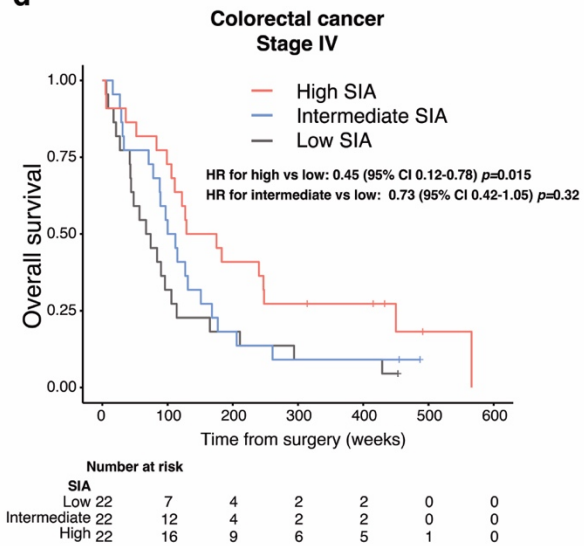 Colorectal cancer
Stage IV
High SIA
Intermediate SIA
Low SIA
HR for high vs low: 0.45 (95% CI 0.12-0.78) p=0.015
HR for intermediate vs low: 0.73 (95% CI 0.42-1.05) p=0.32
Overall survival
1.00
0.75
0.50
0.25
0.00
0 100 200 300 400 500 600
Time from surgery (weeks)
Number at risk
SIA
Low 22 7 4 2 2 0 0
Intermediate 22 12 4 2 2 0 0
High 22 16 9 6 5 1 0